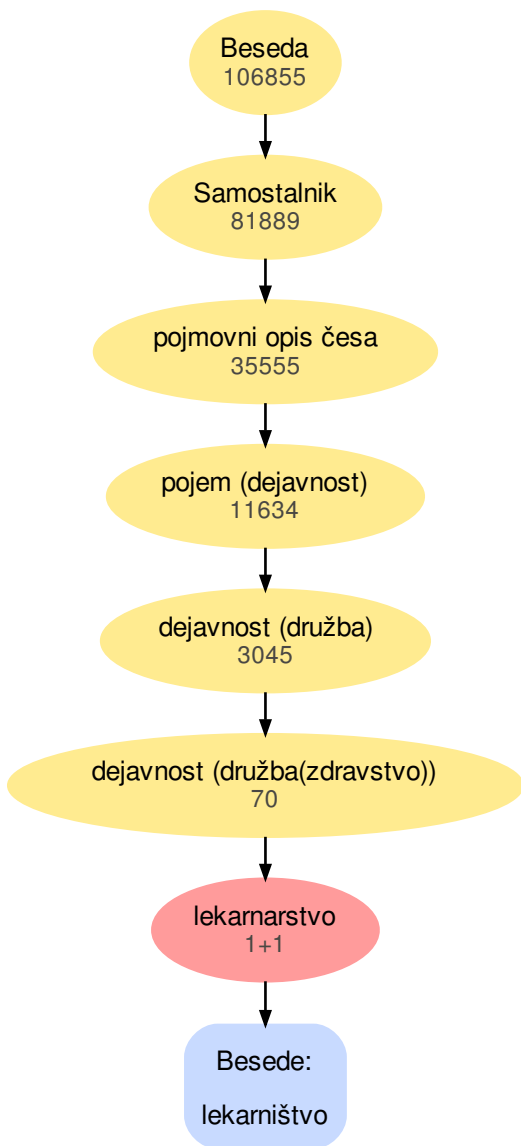 Beseda
106855
Samostalnik
81889
pojmovni opis česa
35555
pojem (dejavnost)
11634
dejavnost (družba)
3045
dejavnost (družba(zdravstvo))
70
lekarnarstvo
1+1
Besede:
lekarništvo